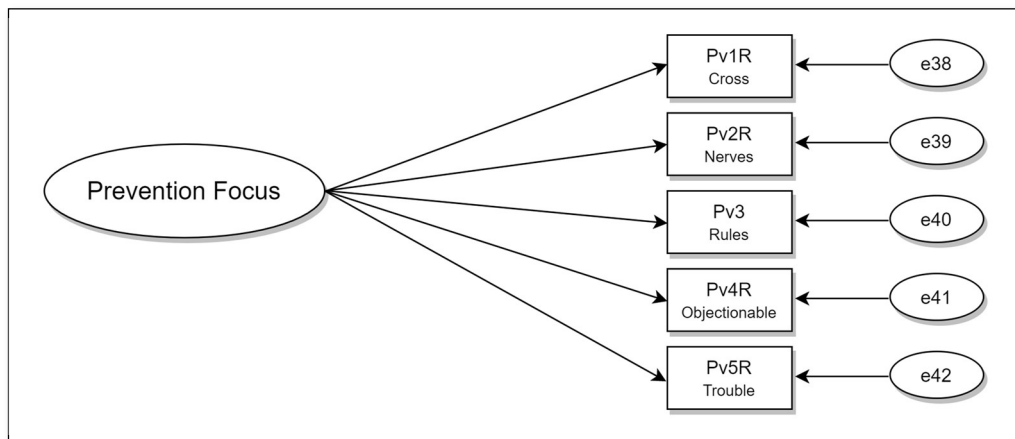 Prevention Focus
Pv1R
Cross
e38
Pv2R
Nerves
e39
Pv3
Rules
e40
Pv4R
Objectionable
e41
Pv5R
Trouble
e42